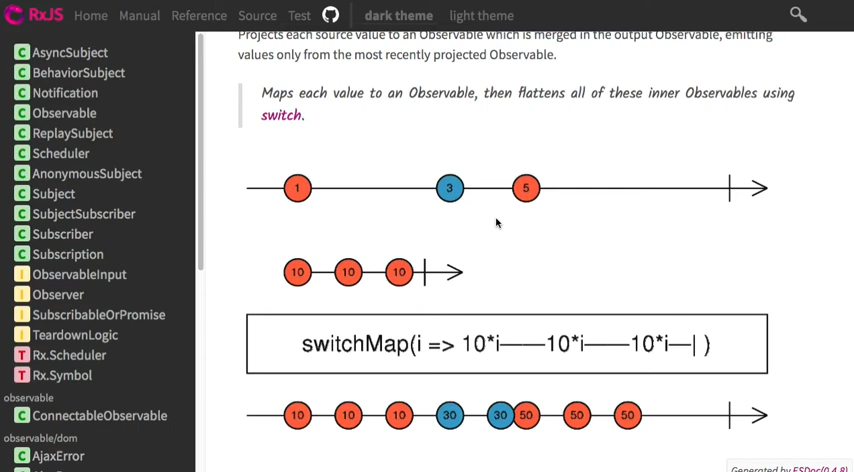 RxJS Home Manual Reference Source Test dark theme light theme
C AsyncSubject
C BehaviorSubject
C Notification
C Observable
C ReplaySubject
C Scheduler
C AnonymousSubject
C Subject
C SubjectSubscriber
C Subscriber
C Subscription
I ObservableInput
I Observer
I SubscribableOrPromise
I TeardownLogic
T Rx.Scheduler
T Rx.Symbol
observable
C ConnectableObservable
observable/dom
C AjaxError
Projects each source value to an Observable which is merged in the output Observable, emitting
values only from the most recently projected Observable.
Maps each value to an Observable, then flattens all of these inner Observables using
switch.
1 3 5
10 10 10
switchMap(i => 10*i——10*i——10*i—| )
10 10 10 30 30 50 50 50
Generated by ESDoc(0.4.8)